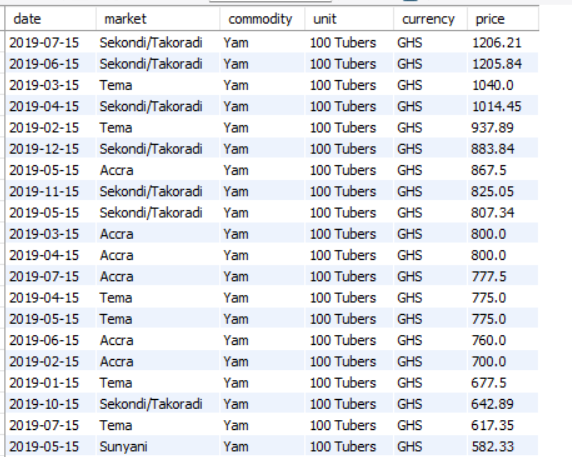 date market commodity unit currency price
2019-07-15 Sekondi/Takoradi Yam 100 Tubers GHS 1206.21
2019-06-15 Sekondi/Takoradi Yam 100 Tubers GHS 1205.84
2019-03-15 Tema Yam 100 Tubers GHS 1040.0
2019-04-15 Sekondi/Takoradi Yam 100 Tubers GHS 1014.45
2019-02-15 Tema Yam 100 Tubers GHS 937.89
2019-12-15 Sekondi/Takoradi Yam 100 Tubers GHS 883.84
2019-05-15 Accra Yam 100 Tubers GHS 867.5
2019-11-15 Sekondi/Takoradi Yam 100 Tubers GHS 825.05
2019-05-15 Sekondi/Takoradi Yam 100 Tubers GHS 807.34
2019-03-15 Accra Yam 100 Tubers GHS 800.0
2019-04-15 Accra Yam 100 Tubers GHS 800.0
2019-07-15 Accra Yam 100 Tubers GHS 777.5
2019-04-15 Tema Yam 100 Tubers GHS 775.0
2019-05-15 Tema Yam 100 Tubers GHS 775.0
2019-06-15 Accra Yam 100 Tubers GHS 760.0
2019-02-15 Accra Yam 100 Tubers GHS 700.0
2019-01-15 Tema Yam 100 Tubers GHS 677.5
2019-10-15 Sekondi/Takoradi Yam 100 Tubers GHS 642.89
2019-07-15 Tema Yam 100 Tubers GHS 617.35
2019-05-15 Sunyani Yam 100 Tubers GHS 582.33